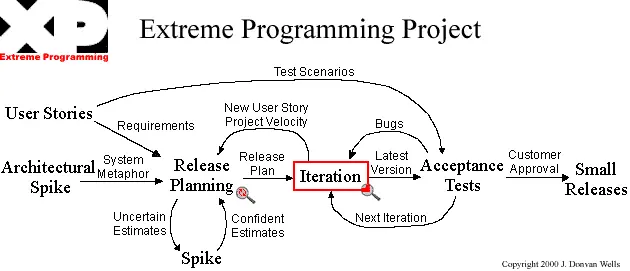 XP
Extreme Programming
Extreme Programming Project
Test Scenarios
User Stories
New User Story
Project Velocity
Bugs
Requirements
Architectural
Spike
System
Metaphor
Release
Planning
Release
Plan
Iteration
Latest
Version
Acceptance
Tests
Customer
Approval
Small
Releases
Uncertain
Estimates
Confident
Estimates
Next Iteration
Spike
Copyright 2000 J. Donvan Wells